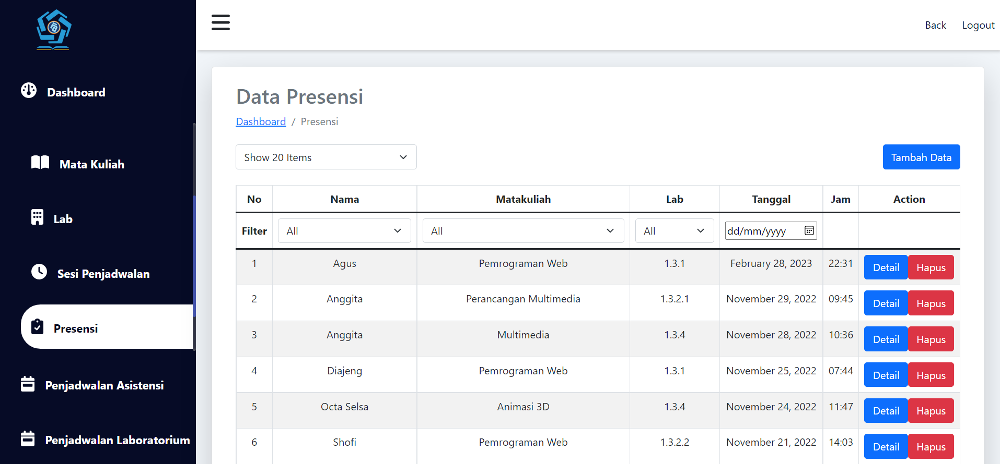 Back Logout
Dashboard
Mata Kuliah
Lab
Sesi Penjadwalan
Presensi
Penjadwalan Asistensi
Penjadwalan Laboratorium
Data Presensi
Dashboard / Presensi
Show 20 Items
Tambah Data
No Nama Matakuliah Lab Tanggal Jam Action
Filter All All All dd/mm/yyyy
1 Agus Pemrograman Web 1.3.1 February 28, 2023 22:31 Detail Hapus
2 Anggita Perancangan Multimedia 1.3.2.1 November 29, 2022 09:45 Detail Hapus
3 Anggita Multimedia 1.3.4 November 28, 2022 10:36 Detail Hapus
4 Diajeng Pemrograman Web 1.3.1 November 25, 2022 07:44 Detail Hapus
5 Octa Selsa Animasi 3D 1.3.4 November 24, 2022 11:47 Detail Hapus
6 Shofi Pemrograman Web 1.3.2.2 November 21, 2022 14:03 Detail Hapus